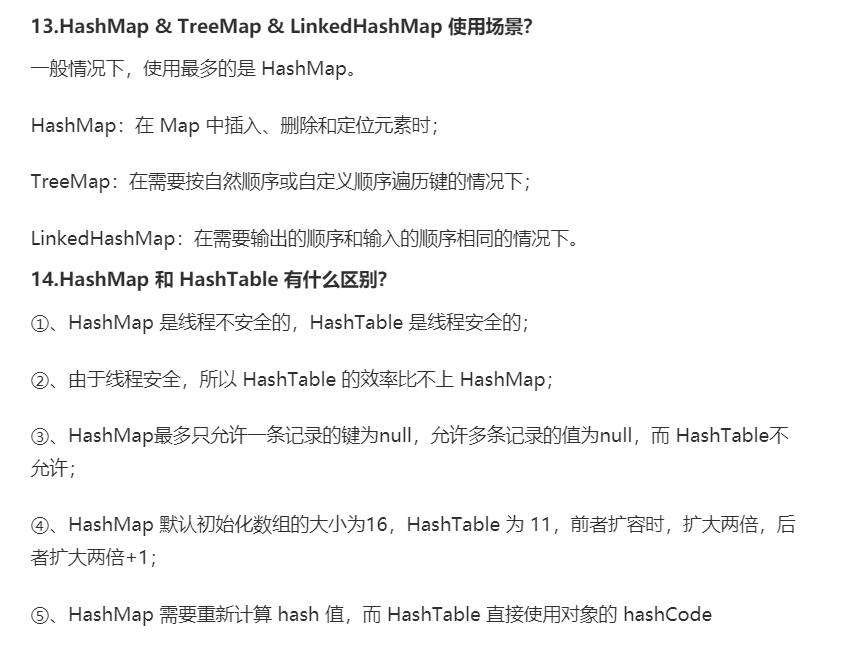 13.HashMap & TreeMap & LinkedHashMap 使用场景?
一般情况下，使用最多的是 HashMap。
HashMap：在 Map 中插入、删除和定位元素时；
TreeMap：在需要按自然顺序或自定义顺序遍历键的情况下；
LinkedHashMap：在需要输出的顺序和输入的顺序相同的情况下。
14.HashMap 和 HashTable 有什么区别?
①、HashMap 是线程不安全的，HashTable 是线程安全的；
②、由于线程安全，所以 HashTable 的效率比不上 HashMap；
③、HashMap最多只允许一条记录的键为null，允许多条记录的值为null，而 HashTable不
允许；
④、HashMap 默认初始化数组的大小为16，HashTable 为 11，前者扩容时，扩大两倍，后
者扩大两倍+1；
⑤、HashMap 需要重新计算 hash 值，而 HashTable 直接使用对象的 hashCode